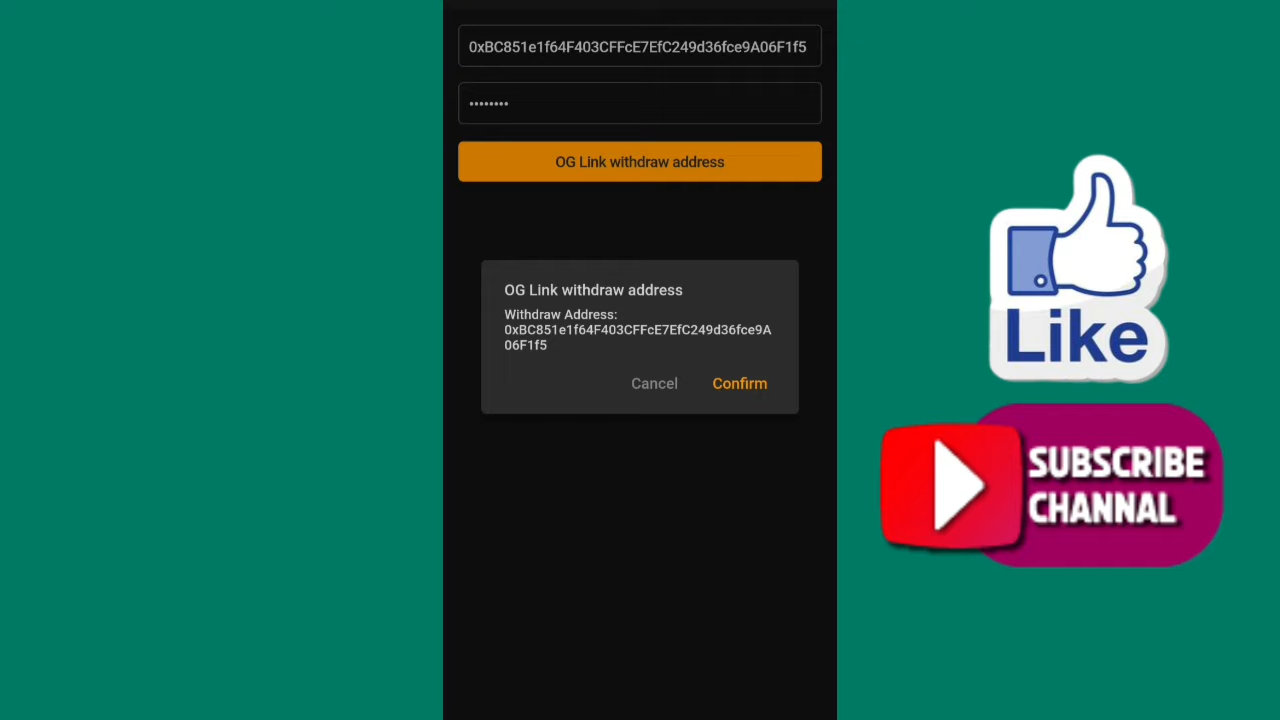 0xBC851e1f64F403CFFcE7EfC249d36fce9A06F1f5
••••••••
OG Link withdraw address
OG Link withdraw address
Withdraw Address:
0xBC851e1f64F403CFFcE7EfC249d36fce9A
06F1f5
Cancel
Confirm
Like
SUBSCRIBE
CHANNAL